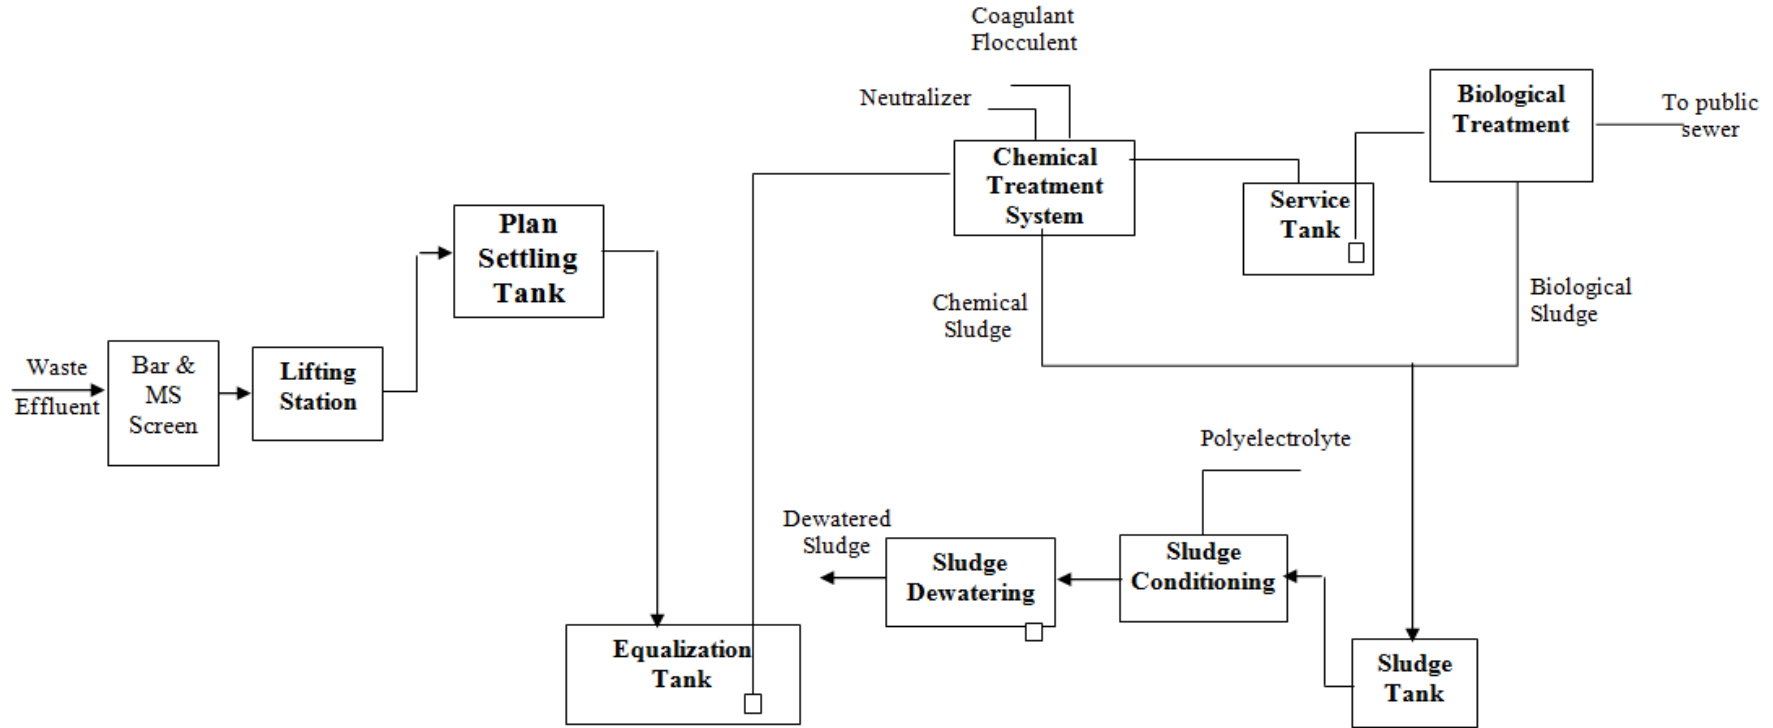 Waste
Effluent
Bar &
MS
Screen
Lifting
Station
Plan
Settling
Tank
Equalization
Tank
Neutralizer
Coagulant
Flocculent
Chemical
Treatment
System
Service
Tank
Biological
Treatment
To public
sewer
Chemical
Sludge
Biological
Sludge
Sludge
Tank
Polyelectrolyte
Sludge
Conditioning
Sludge
Dewatering
Dewatered
Sludge